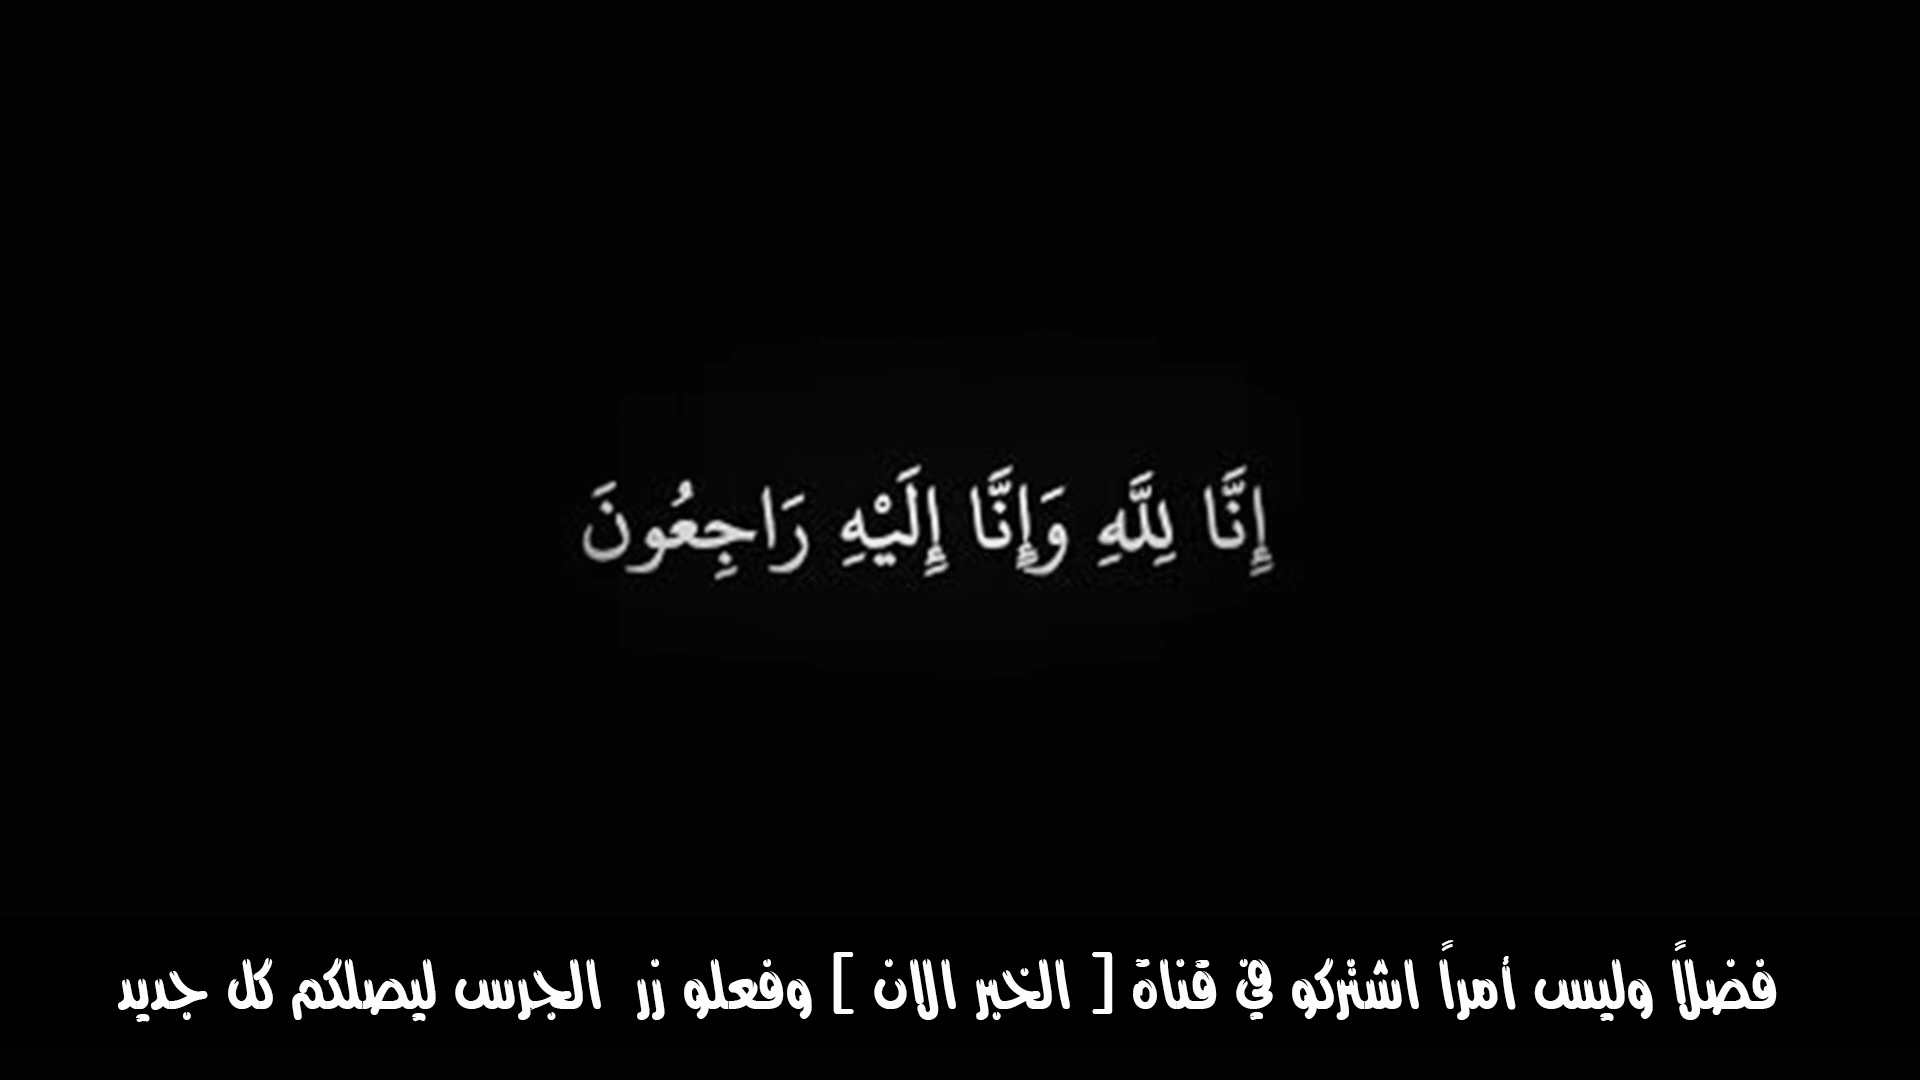 إِنَّا لِلَّهِ وَإِنَّا إِلَيْهِ رَاجِعُونَ
فضلاً وليس أمراً اشتركو في قناة [ الخبر الان ] وفعلو زر الجرس ليصلكم كل جديد